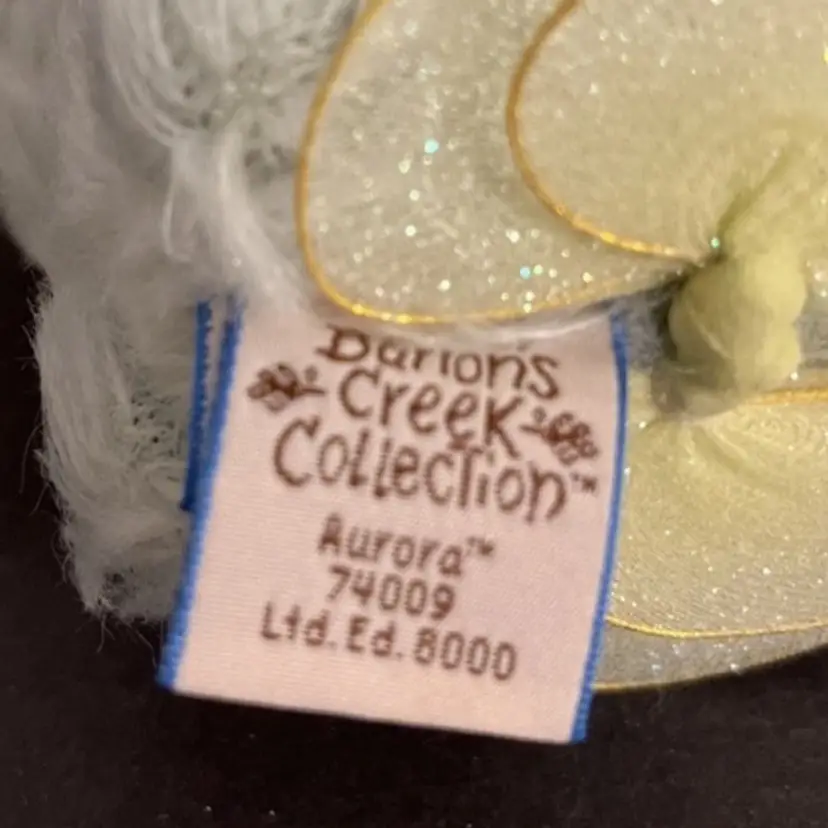 Barton's
Creek
Collection™
Aurora™
74009
Ltd. Ed. 8000